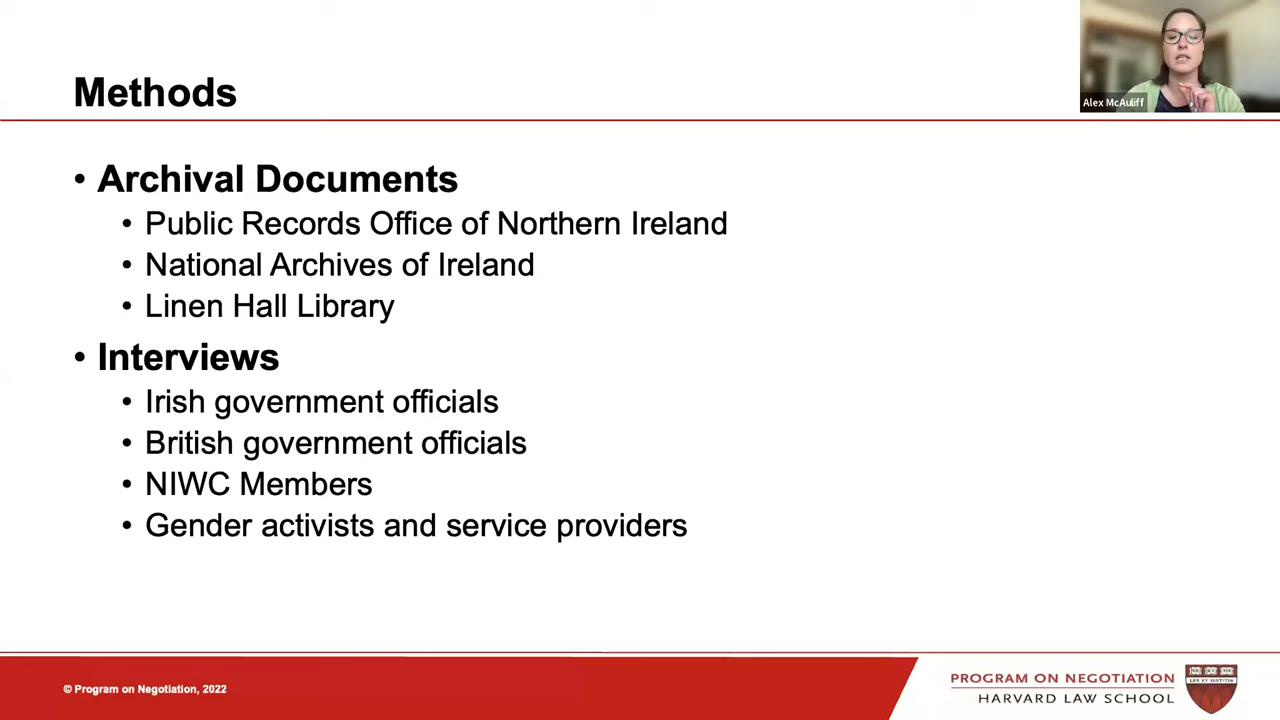 Methods
Alex McAuliff
• Archival Documents
• Public Records Office of Northern Ireland
• National Archives of Ireland
• Linen Hall Library
• Interviews
• Irish government officials
• British government officials
• NIWC Members
• Gender activists and service providers
© Program on Negotiation, 2022
PROGRAM ON NEGOTIATION
HARVARD LAW SCHOOL